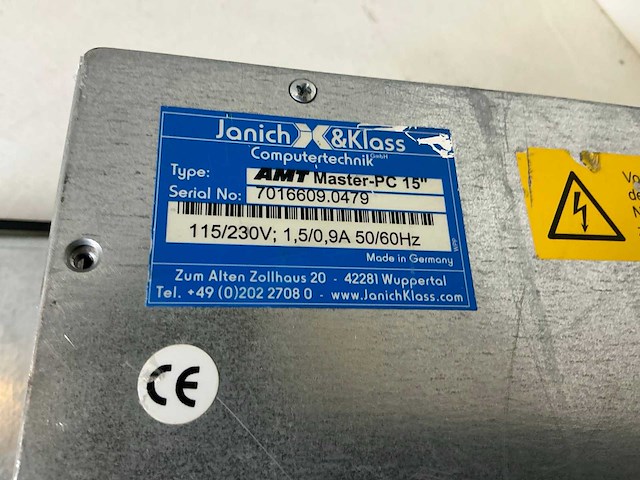 Janich X &Klass
Computertechnik GmbH
Type: AMT Master-PC 15"
Serial No: 7016609.0479
115/230V; 1,5/0,9A 50/60Hz
Made in Germany
Zum Alten Zollhaus 20 - 42281 Wuppertal
Tel. +49 (0)202 2708 0 - www.JanichKlass.com
CE
Vo
de
N